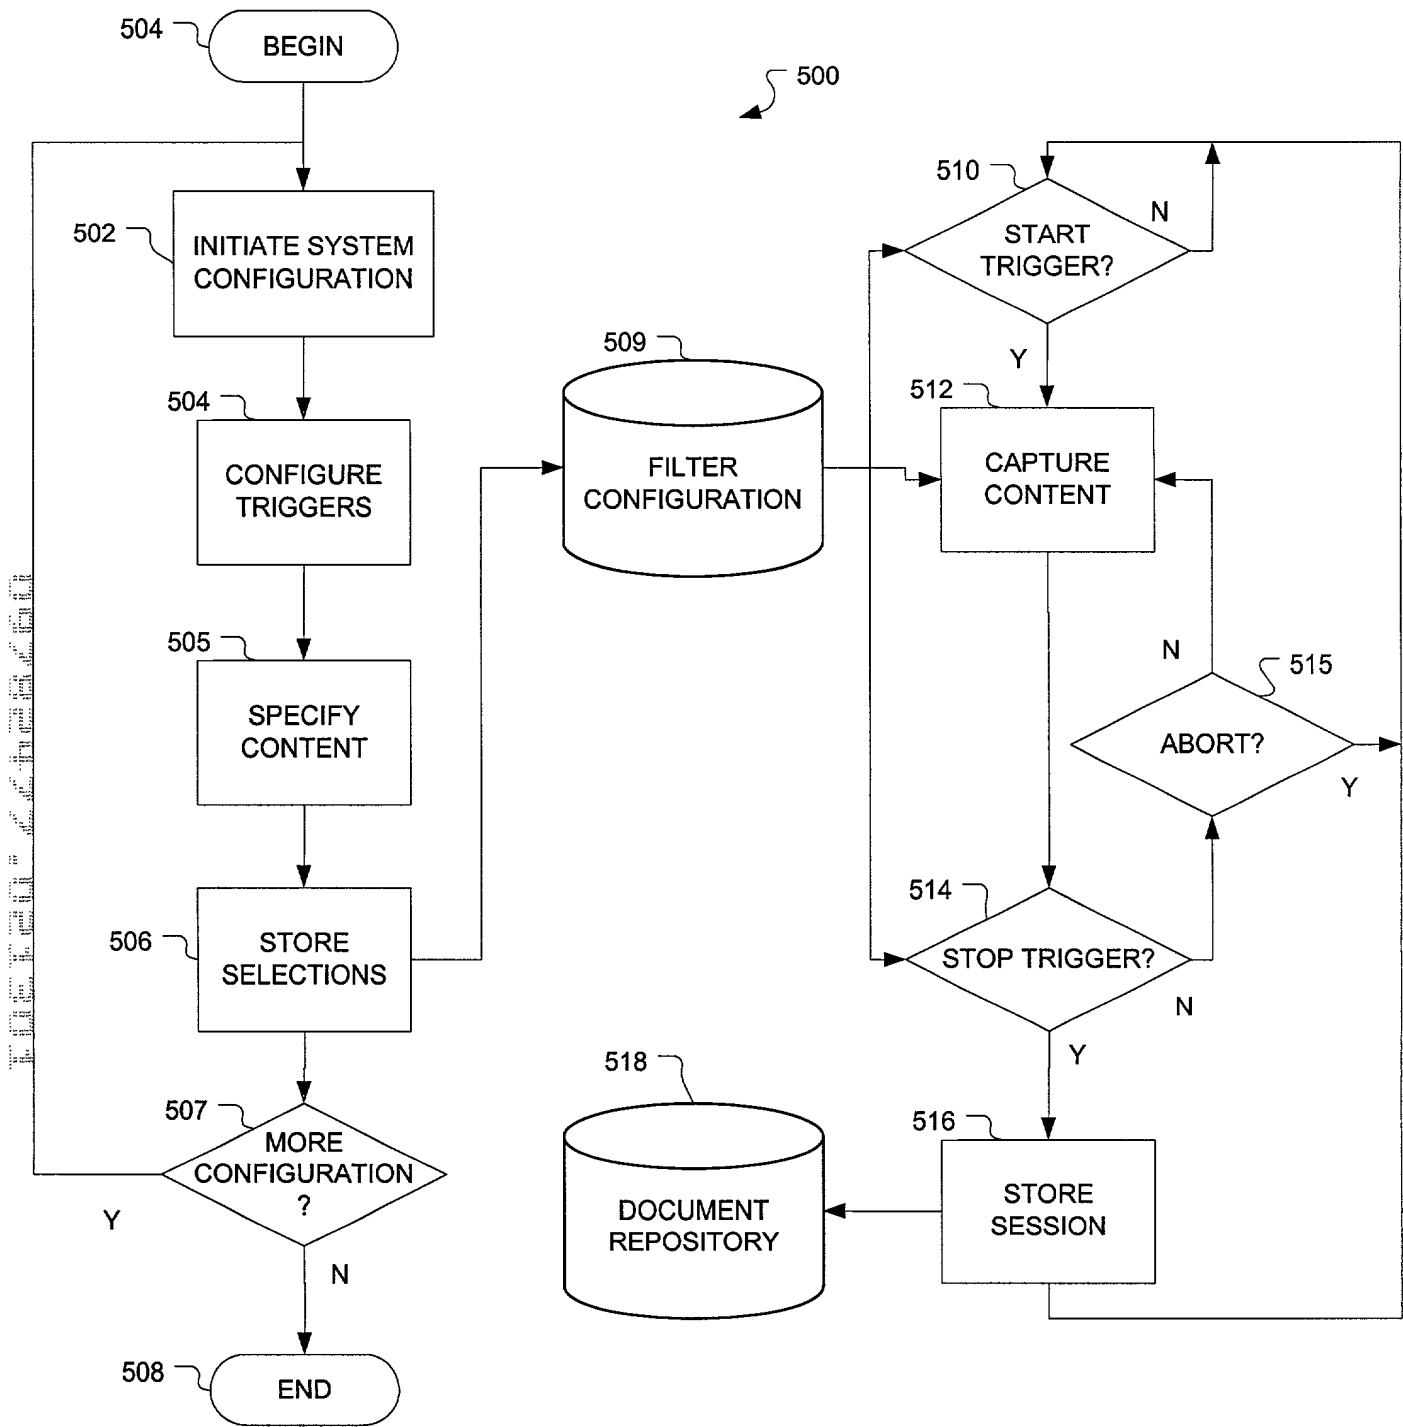 504
BEGIN
500
502
INITIATE SYSTEM
CONFIGURATION
504
CONFIGURE
TRIGGERS
505
SPECIFY
CONTENT
506
STORE
SELECTIONS
507
MORE
CONFIGURATION
?
Y
N
508
END
509
FILTER
CONFIGURATION
510
START
TRIGGER?
N
Y
512
CAPTURE
CONTENT
N
515
ABORT?
Y
514
STOP TRIGGER?
N
Y
516
STORE
SESSION
518
DOCUMENT
REPOSITORY